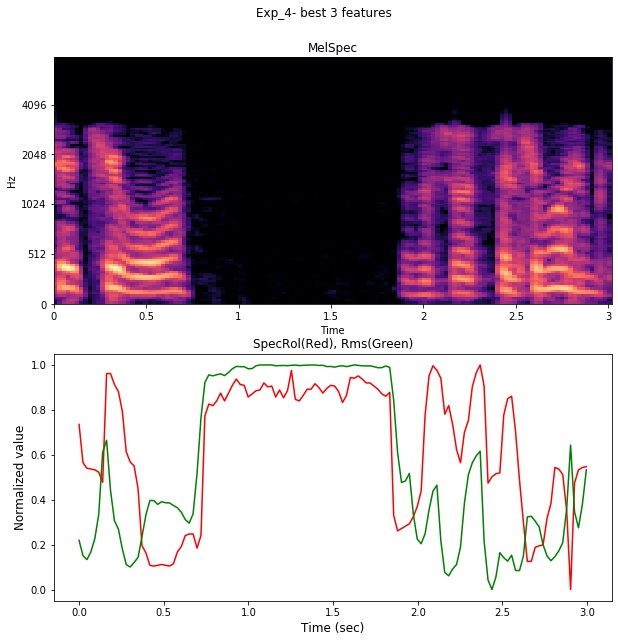 Exp_4- best 3 features
MelSpec
4096
2048
1024
512
0
Hz
0 0.5 1 1.5 2 2.5 3
Time
SpecRol(Red), Rms(Green)
1.0
0.8
0.6
0.4
0.2
0.0
Normalized value
0.0 0.5 1.0 1.5 2.0 2.5 3.0
Time (sec)